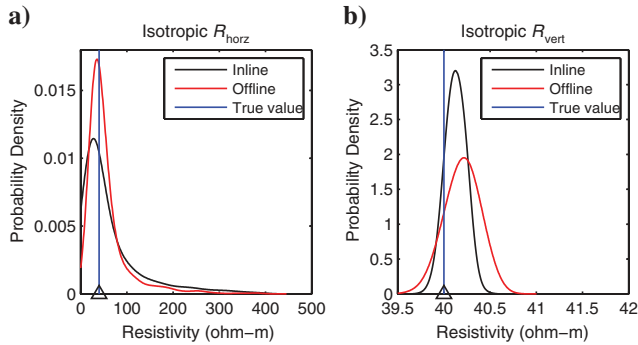 a)
Isotropic R_horz
Probability Density
0.015
0.01
0.005
0
0 100 200 300 400 500
Resistivity (ohm−m)
Inline
Offline
True value
b)
Isotropic R_vert
Probability Density
3.5
3
2.5
2
1.5
1
0.5
0
39.5 40 40.5 41 41.5 42
Resistivity (ohm−m)
Inline
Offline
True value